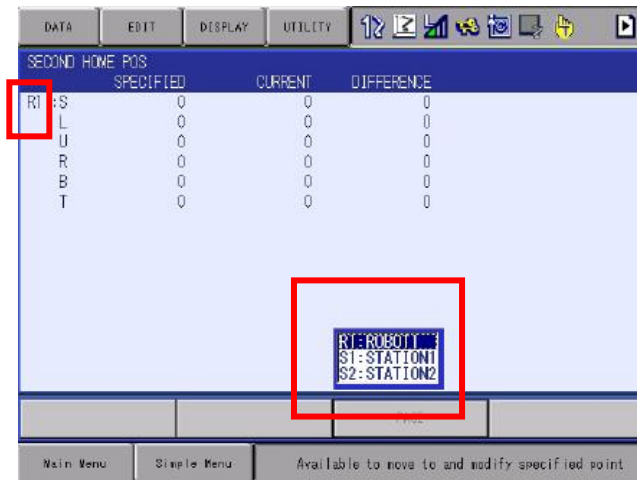 DATA EDIT DISPLAY UTILITY
SECOND HOME POS
SPECIFIED CURRENT DIFFERENCE
R1 :S 0 0 0
L 0 0 0
U 0 0 0
R 0 0 0
B 0 0 0
T 0 0 0
R1:ROBOT1
S1:STATION1
S2:STATION2
PAGE
Main Menu Simple Menu Available to move to and modify specified point